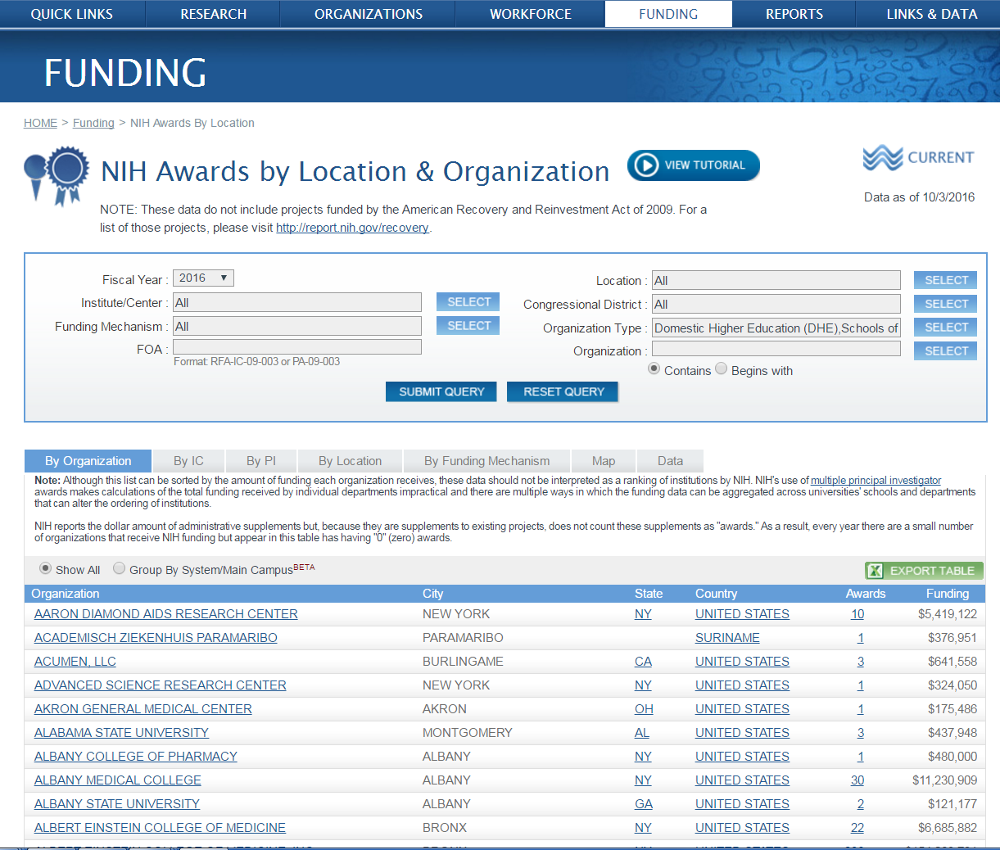 QUICK LINKS RESEARCH ORGANIZATIONS WORKFORCE FUNDING REPORTS LINKS & DATA
FUNDING
HOME > Funding > NIH Awards By Location
NIH Awards by Location & Organization
VIEW TUTORIAL
CURRENT
Data as of 10/3/2016
NOTE: These data do not include projects funded by the American Recovery and Reinvestment Act of 2009. For a
list of those projects, please visit http://report.nih.gov/recovery.
Fiscal Year : 2016
Institute/Center : All SELECT
Funding Mechanism : All SELECT
FOA :
Format: RFA-IC-09-003 or PA-09-003
Location : All SELECT
Congressional District : All SELECT
Organization Type : Domestic Higher Education (DHE),Schools of SELECT
Organization : SELECT
Contains Begins with
SUBMIT QUERY RESET QUERY
By Organization By IC By PI By Location By Funding Mechanism Map Data
Note: Although this list can be sorted by the amount of funding each organization receives, these data should not be interpreted as a ranking of institutions by NIH. NIH's use of multiple principal investigator
awards makes calculations of the total funding received by individual departments impractical and there are multiple ways in which the funding data can be aggregated across universities' schools and departments
that can alter the ordering of institutions.
NIH reports the dollar amount of administrative supplements but, because they are supplements to existing projects, does not count these supplements as "awards." As a result, every year there are a small number
of organizations that receive NIH funding but appear in this table has having "0" (zero) awards.
Show All Group By System/Main Campus BETA
EXPORT TABLE
Organization City State Country Awards Funding
AARON DIAMOND AIDS RESEARCH CENTER NEW YORK NY UNITED STATES 10 $5,419,122
ACADEMISCH ZIEKENHUIS PARAMARIBO PARAMARIBO SURINAME 1 $376,951
ACUMEN, LLC BURLINGAME CA UNITED STATES 3 $641,558
ADVANCED SCIENCE RESEARCH CENTER NEW YORK NY UNITED STATES 1 $324,050
AKRON GENERAL MEDICAL CENTER AKRON OH UNITED STATES 1 $175,486
ALABAMA STATE UNIVERSITY MONTGOMERY AL UNITED STATES 3 $437,948
ALBANY COLLEGE OF PHARMACY ALBANY NY UNITED STATES 1 $480,000
ALBANY MEDICAL COLLEGE ALBANY NY UNITED STATES 30 $11,230,909
ALBANY STATE UNIVERSITY ALBANY GA UNITED STATES 2 $121,177
ALBERT EINSTEIN COLLEGE OF MEDICINE BRONX NY UNITED STATES 22 $6,685,882